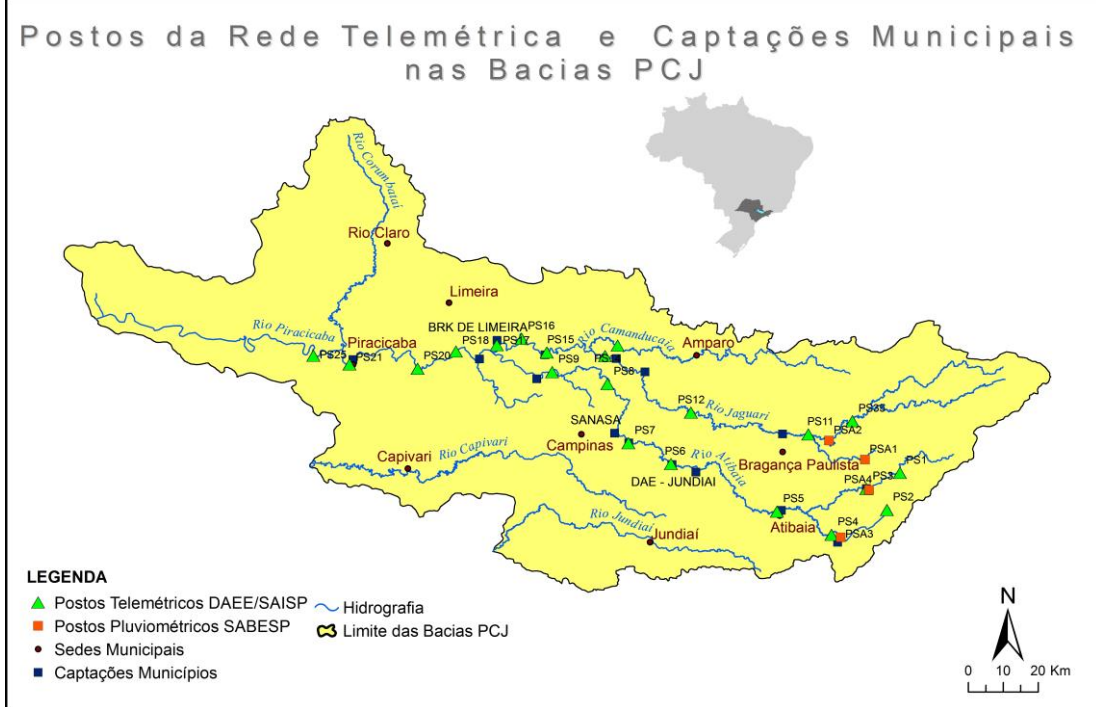 Postos da Rede Telemétrica e Captações Municipais
nas Bacias PCJ
Rio Corumbataí
Rio Claro
Limeira
BRK DE LIMEIRA
PS16
Rio Piracicaba
Piracicaba
PS18
PS17
PS15
Rio Camanducaia
Amparo
PS25
PS21
PS20
PS9
PS8
SANASA
PS12
Rio Jaguari
PS35
PS11
PSA2
PS7
Campinas
Capivari
Rio Capivari
PS6
DAE - JUNDIAI
Rio Atibaia
Bragança Paulista
PSA1
PS1
PS3
PSA4
PS5
PS2
Atibaia
PS4
PSA3
Rio Jundiaí
Jundiaí
LEGENDA
Postos Telemétricos DAEE/SAISP
Hidrografia
Postos Pluviométricos SABESP
Limite das Bacias PCJ
Sedes Municipais
Captações Municípios
N
0 10 20 Km